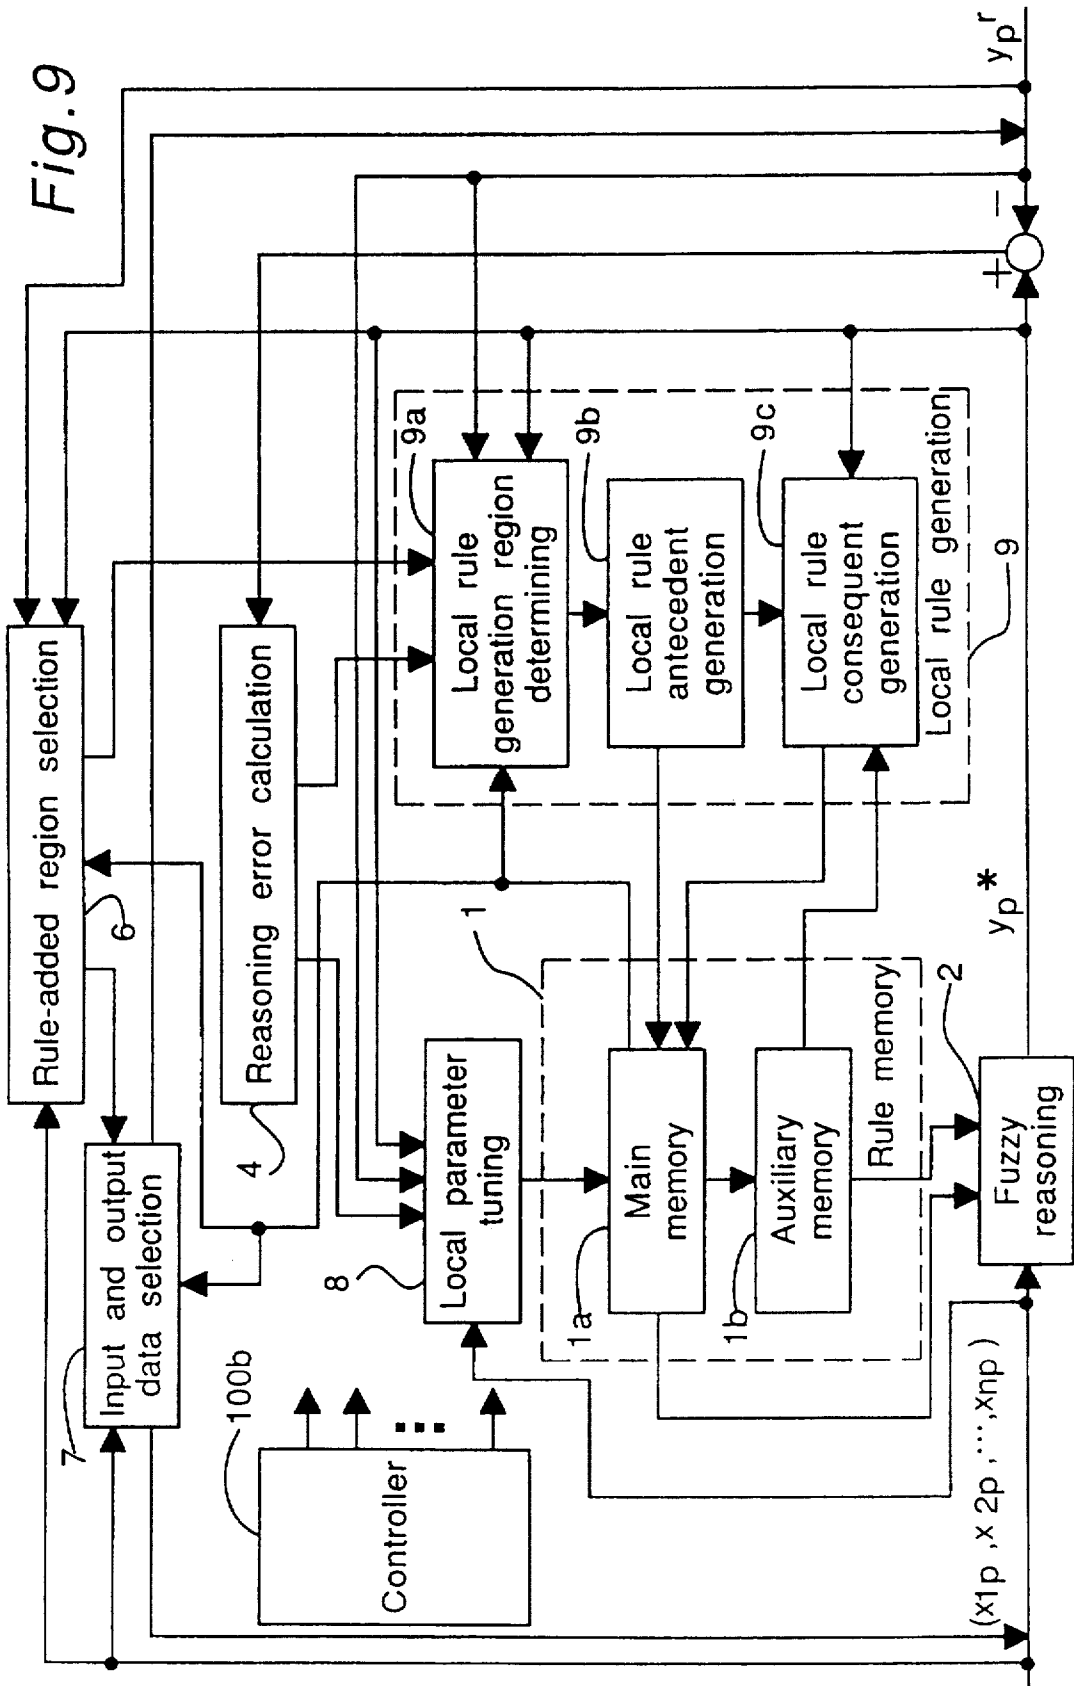 Fig.9
Rule-added region selection
6
Input and output
data selection
7
Reasoning error calculation
4
100b
Controller
8
Local parameter
tuning
1
1a
Main
memory
1b
Auxiliary
memory
Rule memory
2
Fuzzy
reasoning
(x1p ,x 2p ,···,xnp )
yp*
9a
Local rule
generation region
determining
9b
Local rule
antecedent
generation
9c
Local rule
consequent
generation
Local rule generation
9
+
-
ypr